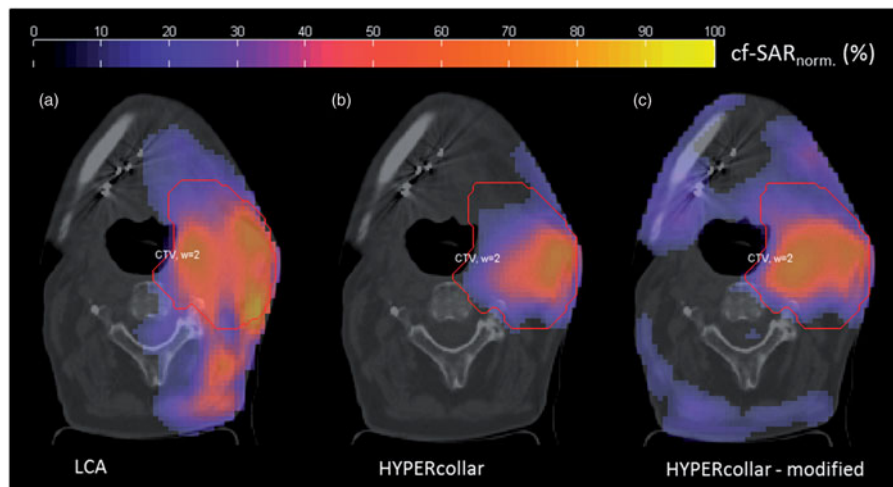 0 10 20 30 40 50 60 70 80 90 100
cf-SARnorm. (%)
(a) (b) (c)
CTV, w=2 CTV, w=2 CTV, w=2
LCA HYPERcollar HYPERcollar - modified